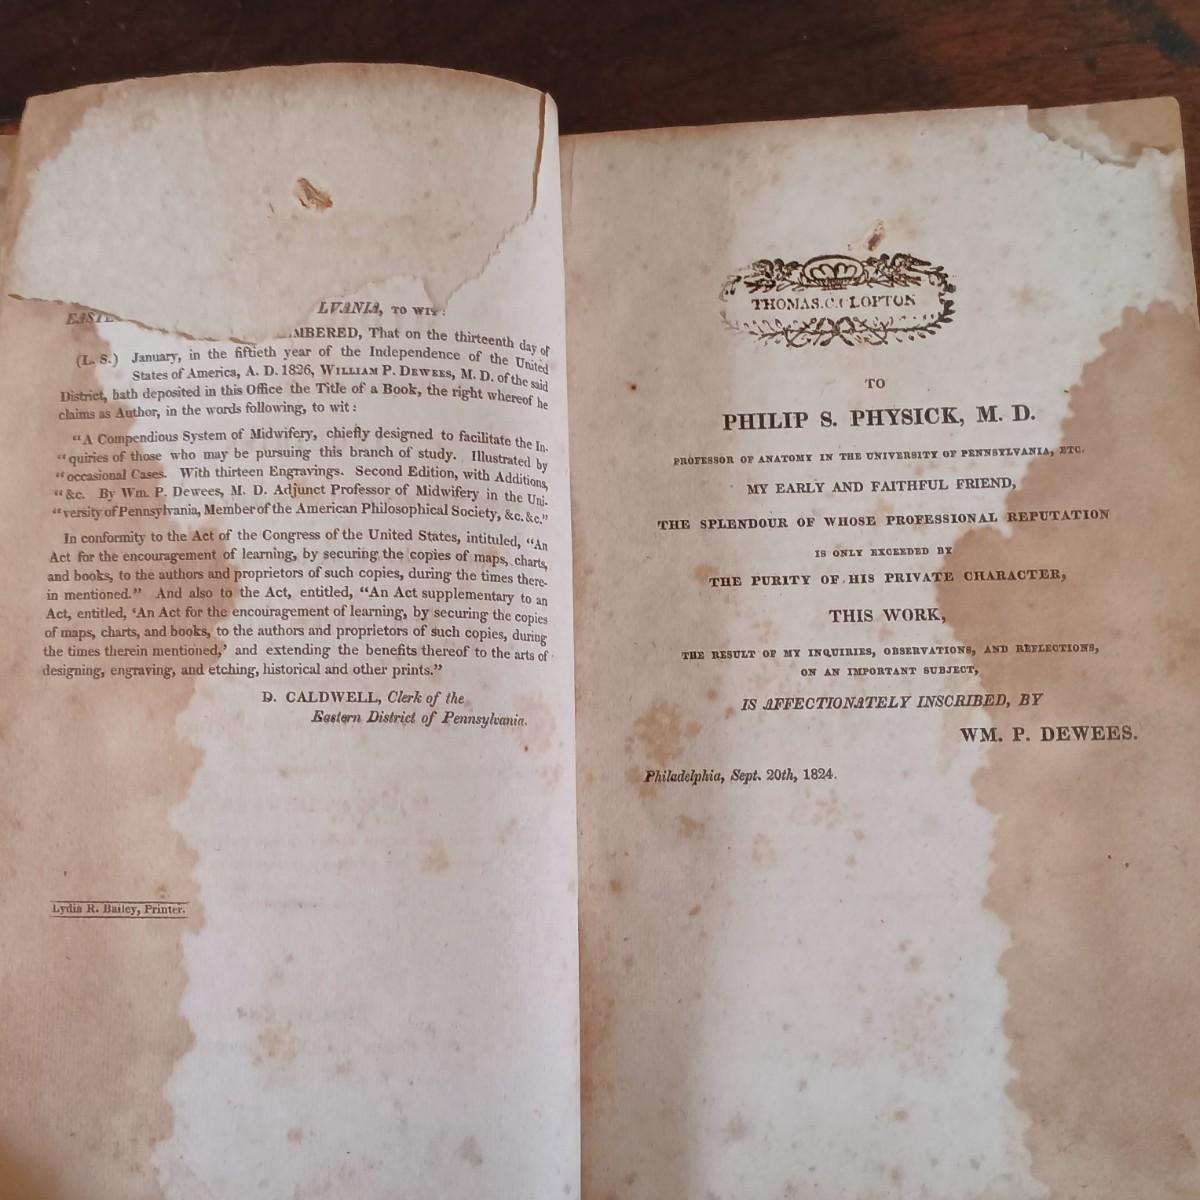 LVANIA, TO WIT:
MBERED, That on the thirteenth day of
(L. S.) January, in the fiftieth year of the Independence of the United
States of America, A. D. 1826, WILLIAM P. DEWEES, M. D. of the said
District, hath deposited in this Office the Title of a Book, the right whereof he
claims as Author, in the words following, to wit:
"A Compendious System of Midwifery, chiefly designed to facilitate the In-
"quiries of those who may be pursuing this branch of study. Illustrated by
"occasional Cases. With thirteen Engravings. Second Edition, with Additions,
"&c. By Wm. P. Dewees, M. D. Adjunct Professor of Midwifery in the Uni-
"versity of Pennsylvania, Member of the American Philosophical Society, &c. &c."
In conformity to the Act of the Congress of the United States, intituled, "An
Act for the encouragement of learning, by securing the copies of maps, charts,
and books, to the authors and proprietors of such copies, during the times there-
in mentioned." And also to the Act, entitled, "An Act supplementary to an
Act, entitled, 'An Act for the encouragement of learning, by securing the copies
of maps, charts, and books, to the authors and proprietors of such copies, during
the times therein mentioned,' and extending the benefits thereof to the arts of
designing, engraving, and etching, historical and other prints."
D. CALDWELL, Clerk of the
Eastern District of Pennsylvania.
Lydia R. Bailey, Printer.
THOMAS.C.CLOPTON
TO
PHILIP S. PHYSICK, M. D.
PROFESSOR OF ANATOMY IN THE UNIVERSITY OF PENNSYLVANIA, ETC.
MY EARLY AND FAITHFUL FRIEND,
THE SPLENDOUR OF WHOSE PROFESSIONAL REPUTATION
IS ONLY EXCEEDED BY
THE PURITY OF HIS PRIVATE CHARACTER,
THIS WORK,
THE RESULT OF MY INQUIRIES, OBSERVATIONS, AND REFLECTIONS,
ON AN IMPORTANT SUBJECT,
IS AFFECTIONATELY INSCRIBED, BY
WM. P. DEWEES.
Philadelphia, Sept. 20th, 1824.